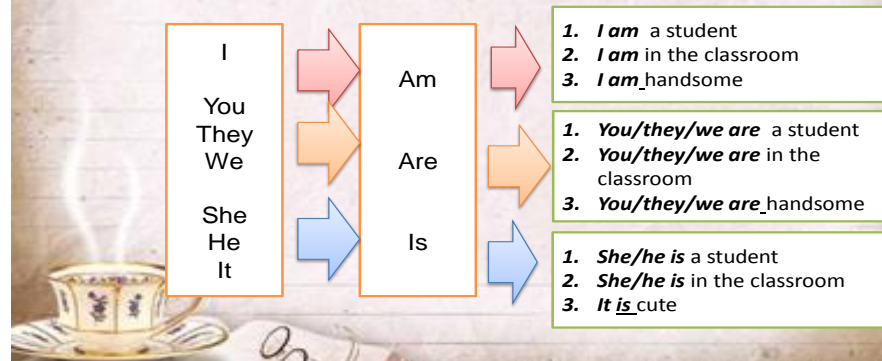 I
You
They
We
She
He
It
Am
Are
Is
1. I am a student
2. I am in the classroom
3. I am handsome
1. You/they/we are a student
2. You/they/we are in the
classroom
3. You/they/we are handsome
1. She/he is a student
2. She/he is in the classroom
3. It is cute